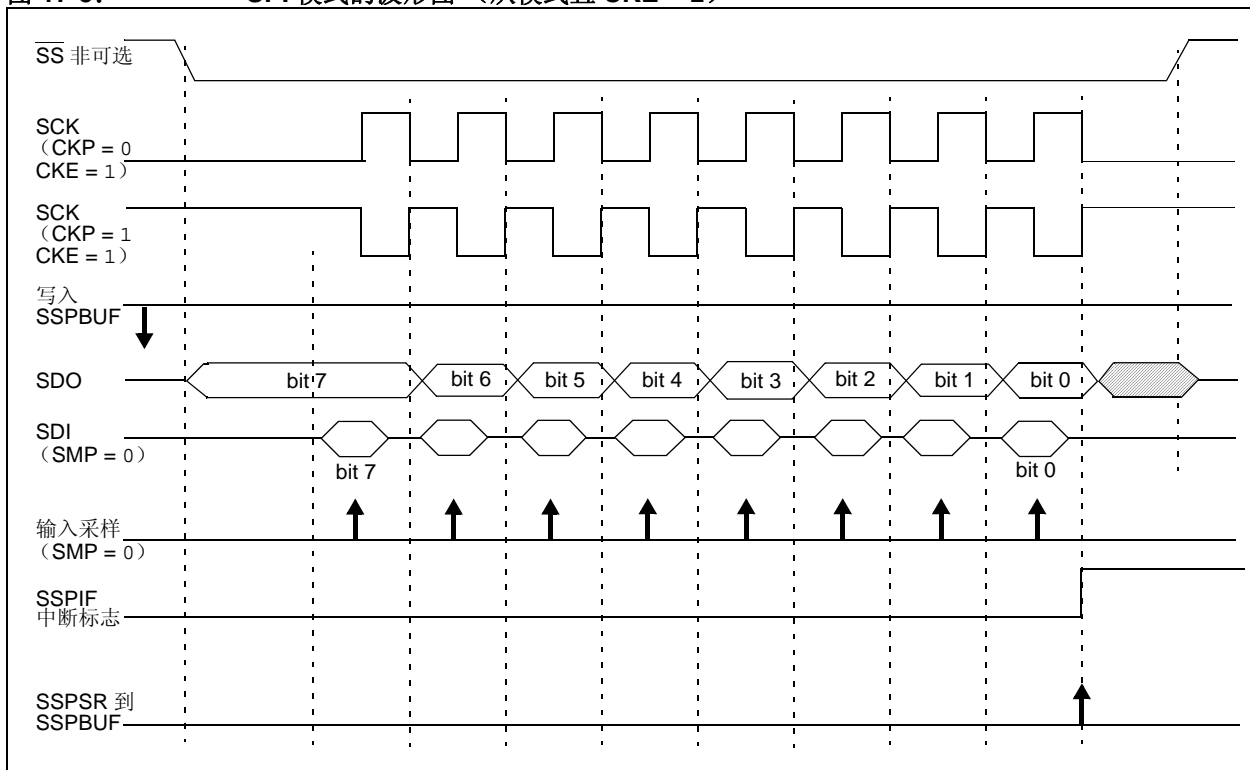 SS 非可选
SCK
（CKP = 0
CKE = 1）
SCK
（CKP = 1
CKE = 1）
写入
SSPBUF
SDO
bit 7
bit 6
bit 5
bit 4
bit 3
bit 2
bit 1
bit 0
SDI
（SMP = 0）
bit 7
bit 0
输入采样
（SMP = 0）
SSPIF
中断标志
SSPSR 到
SSPBUF